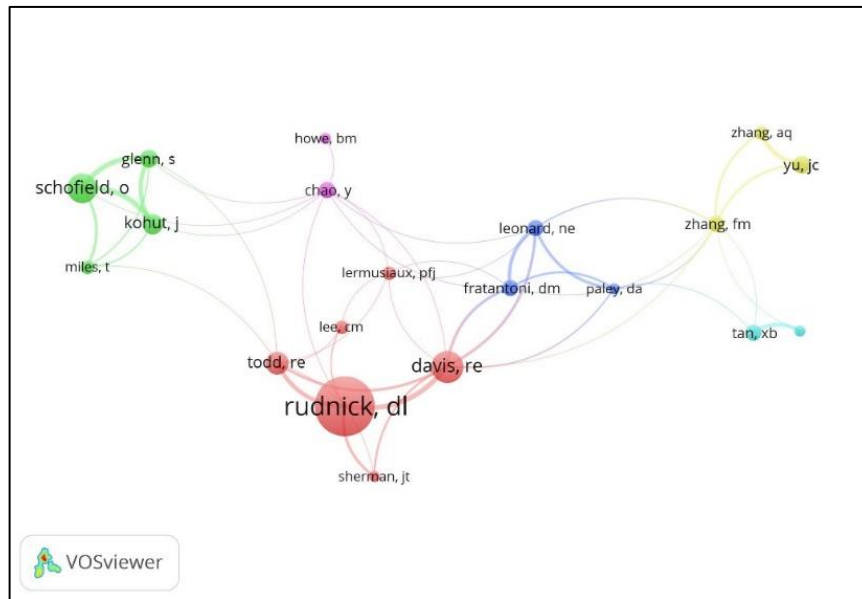 zhang, aq
howe, bm
glenn, s
yu, jc
schofield, o
chao, y
kohut, j
leonard, ne
zhang, fm
miles, t
lermusiaux, pfj
fratantoni, dm
paley, da
lee, cm
tan, xb
todd, re
davis, re
rudnick, dl
sherman, jt
VOSviewer